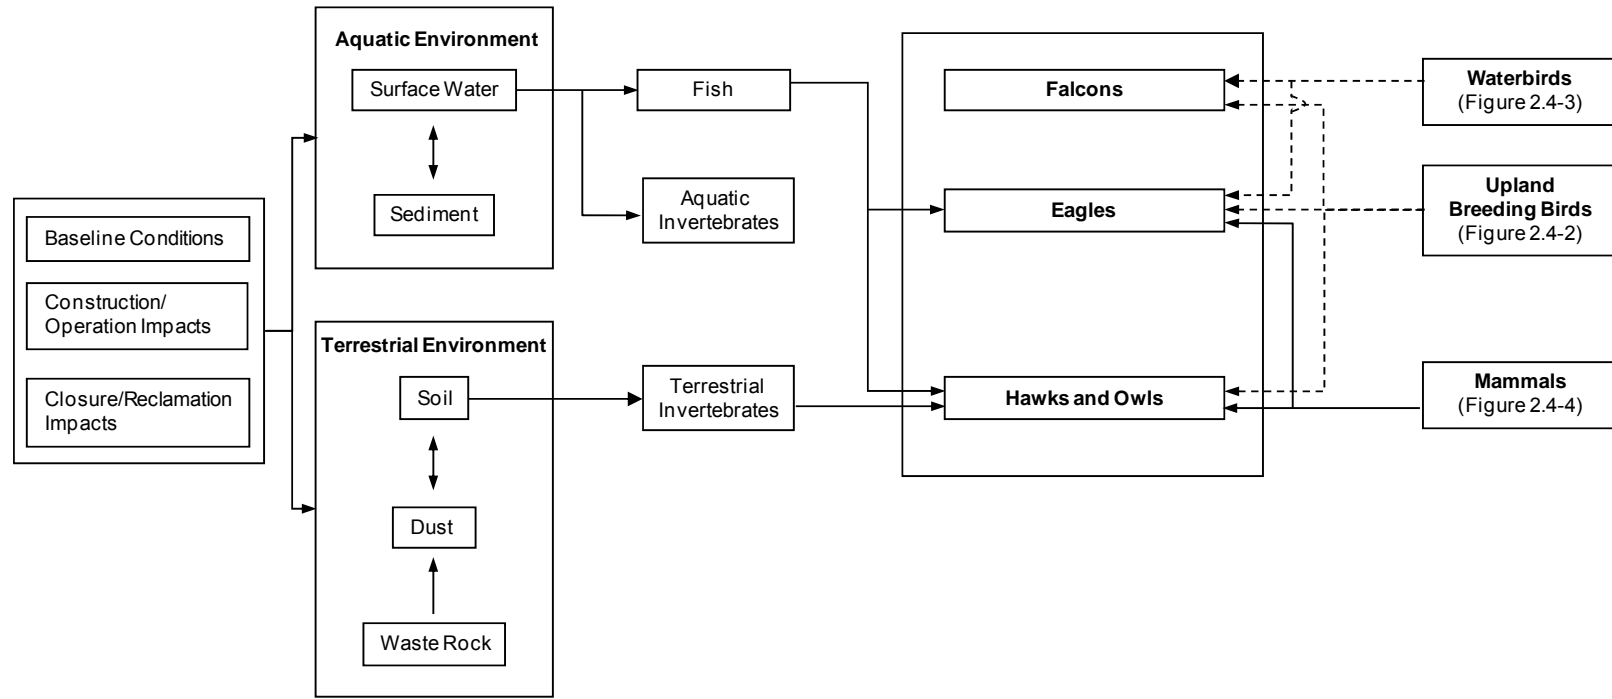 Baseline Conditions
Construction/
Operation Impacts
Closure/Reclamation
Impacts
Aquatic Environment
Surface Water
Sediment
Terrestrial Environment
Soil
Dust
Waste Rock
Fish
Aquatic
Invertebrates
Terrestrial
Invertebrates
Falcons
Eagles
Hawks and Owls
Waterbirds
(Figure 2.4-3)
Upland
Breeding Birds
(Figure 2.4-2)
Mammals
(Figure 2.4-4)